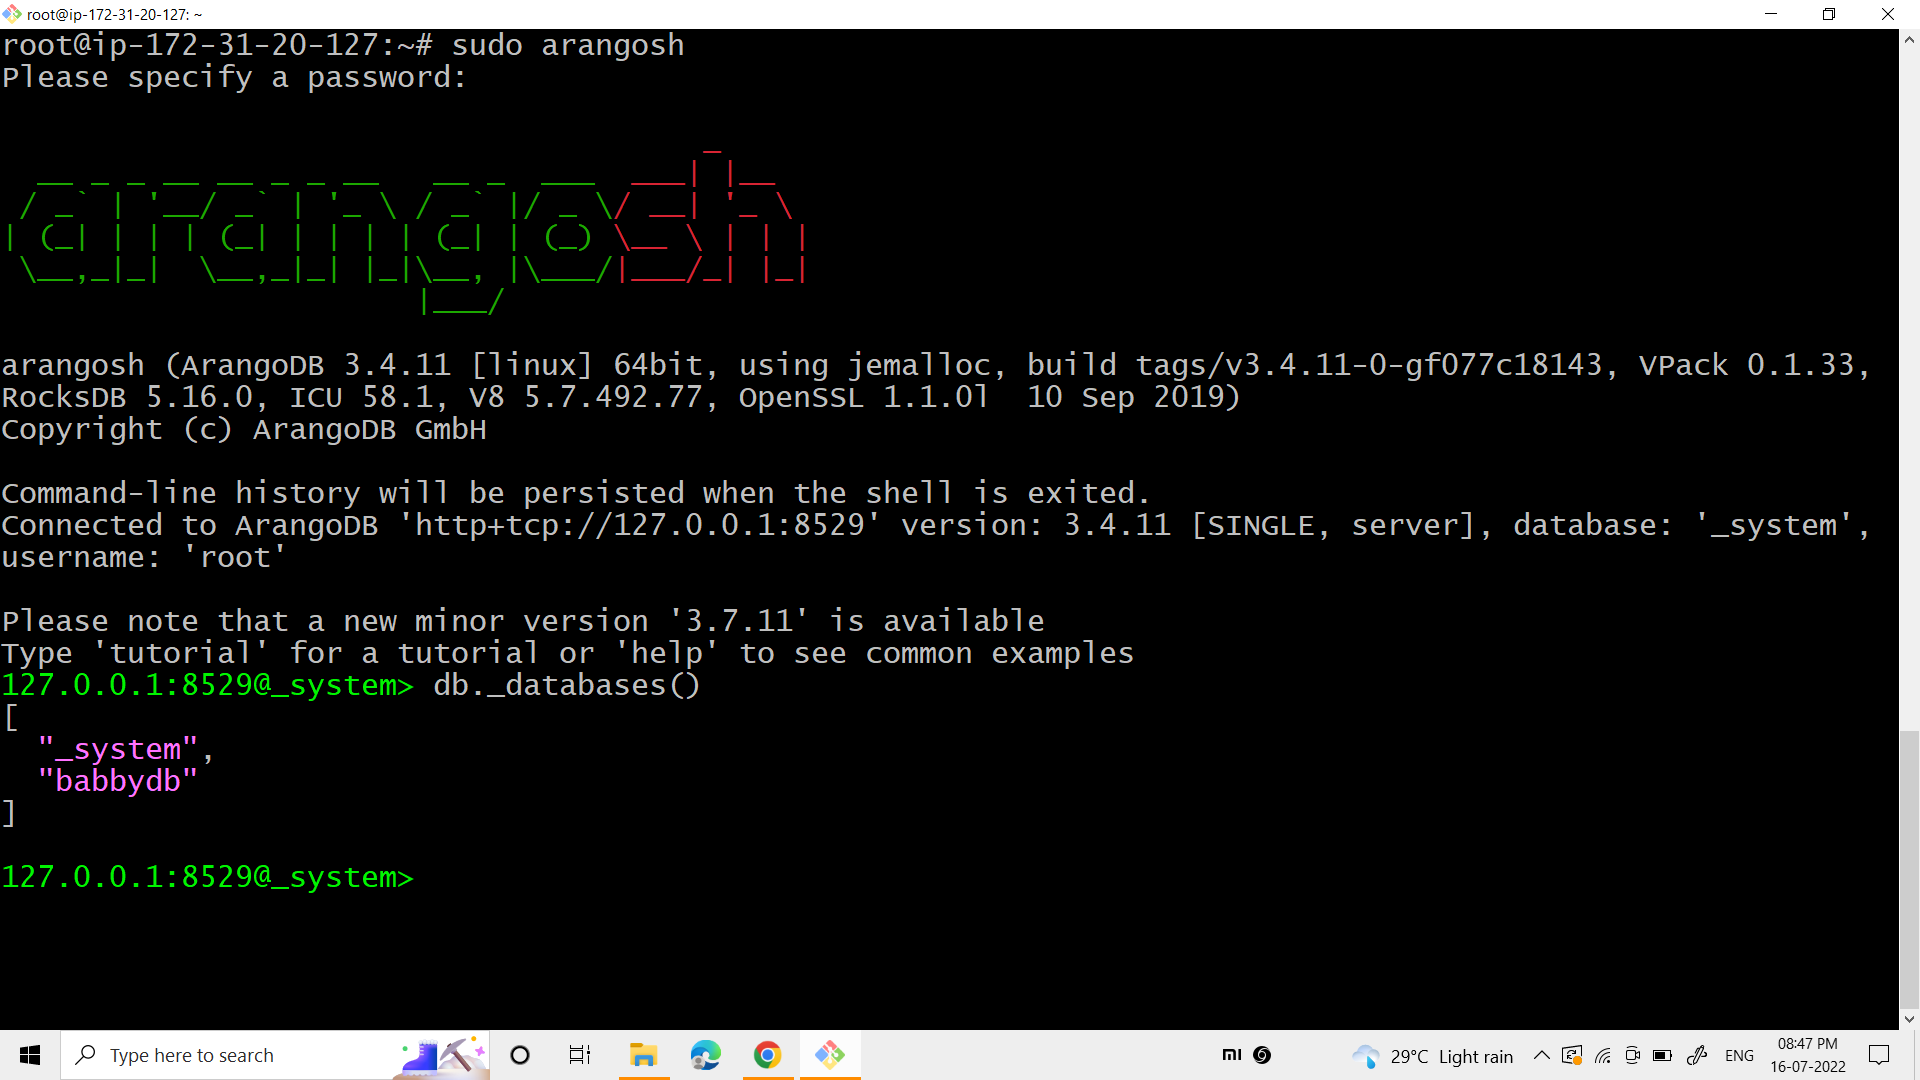 root@ip-172-31-20-127: ~
root@ip-172-31-20-127:~# sudo arangosh
Please specify a password:
arangosh
arangosh (ArangoDB 3.4.11 [linux] 64bit, using jemalloc, build tags/v3.4.11-0-gf077c18143, VPack 0.1.33,
RocksDB 5.16.0, ICU 58.1, V8 5.7.492.77, OpenSSL 1.1.0l  10 Sep 2019)
Copyright (c) ArangoDB GmbH
Command-line history will be persisted when the shell is exited.
Connected to ArangoDB 'http+tcp://127.0.0.1:8529' version: 3.4.11 [SINGLE, server], database: '_system',
username: 'root'
Please note that a new minor version '3.7.11' is available
Type 'tutorial' for a tutorial or 'help' to see common examples
127.0.0.1:8529@_system> db._databases()
[
  "_system",
  "babbydb"
]
127.0.0.1:8529@_system>
Type here to search
mi
29°C Light rain
ENG
08:47 PM
16-07-2022